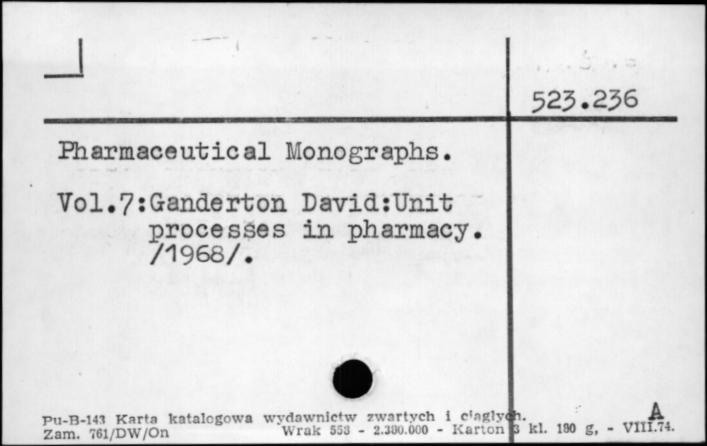 523.236
Pharmaceutical Monographs.
Vol.7:Ganderton David:Unit
processes in pharmacy.
/1968/.
A
Pu-B-143 Karta katalogowa wydawnictw zwartych i ciągłych.
Zam. 761/DW/On Wrak 553 - 2.300.000 - Karton 3 kl. 180 g, - VIII.74.